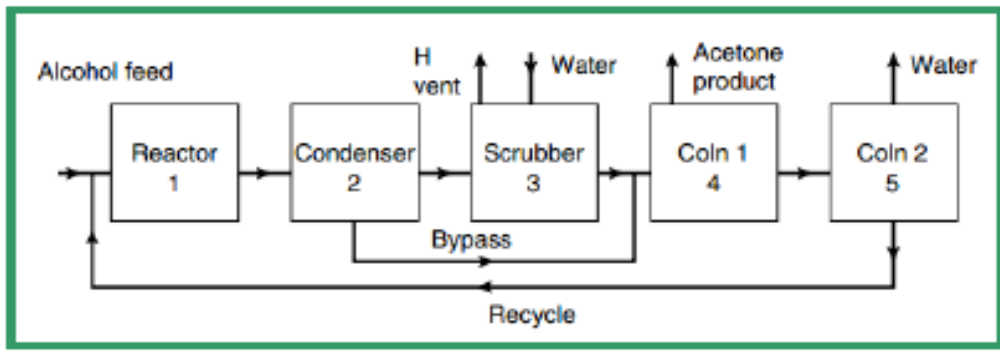 Alcohol feed
H
vent
Water
Acetone
product
Water
Reactor
1
Condenser
2
Scrubber
3
Coln 1
4
Coln 2
5
Bypass
Recycle